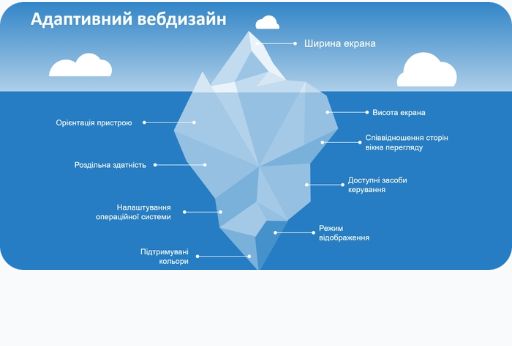 Адаптивний вебдизайн
Ширина екрана
Висота екрана
Орієнтація пристрою
Співвідношення сторін
вікна перегляду
Роздільна здатність
Доступні засоби
керування
Налаштування
операційної системи
Режим
відображення
Підтримувані
кольори